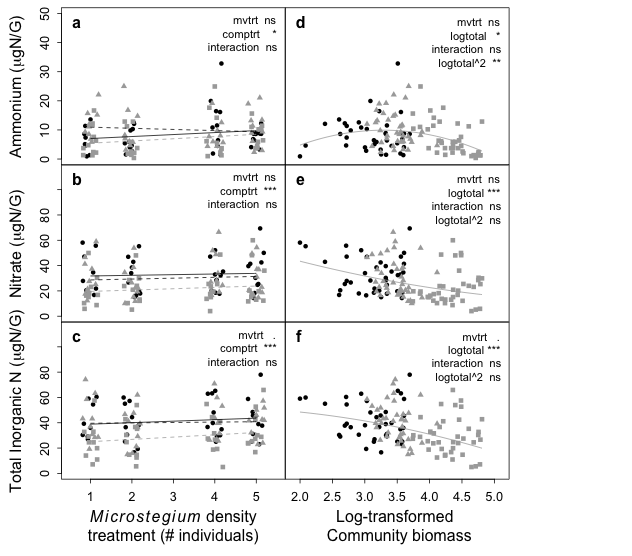 a
mvtrt ns
comptrt *
interaction ns
d
mvtrt ns
logtotal *
interaction ns
logtotal^2 **
Ammonium (µgN/G)
50
40
30
20
10
0
b
mvtrt ns
comptrt ***
interaction ns
e
mvtrt ns
logtotal ***
interaction ns
logtotal^2 ns
Nitrate (µgN/G)
80
60
40
20
0
c
mvtrt .
comptrt ***
interaction ns
f
mvtrt .
logtotal ***
interaction ns
logtotal^2 ns
Total Inorganic N (µgN/G)
80
60
40
20
0
1 2 3 4 5
2.0 2.5 3.0 3.5 4.0 4.5 5.0
Microstegium density
treatment (# individuals)
Log-transformed
Community biomass